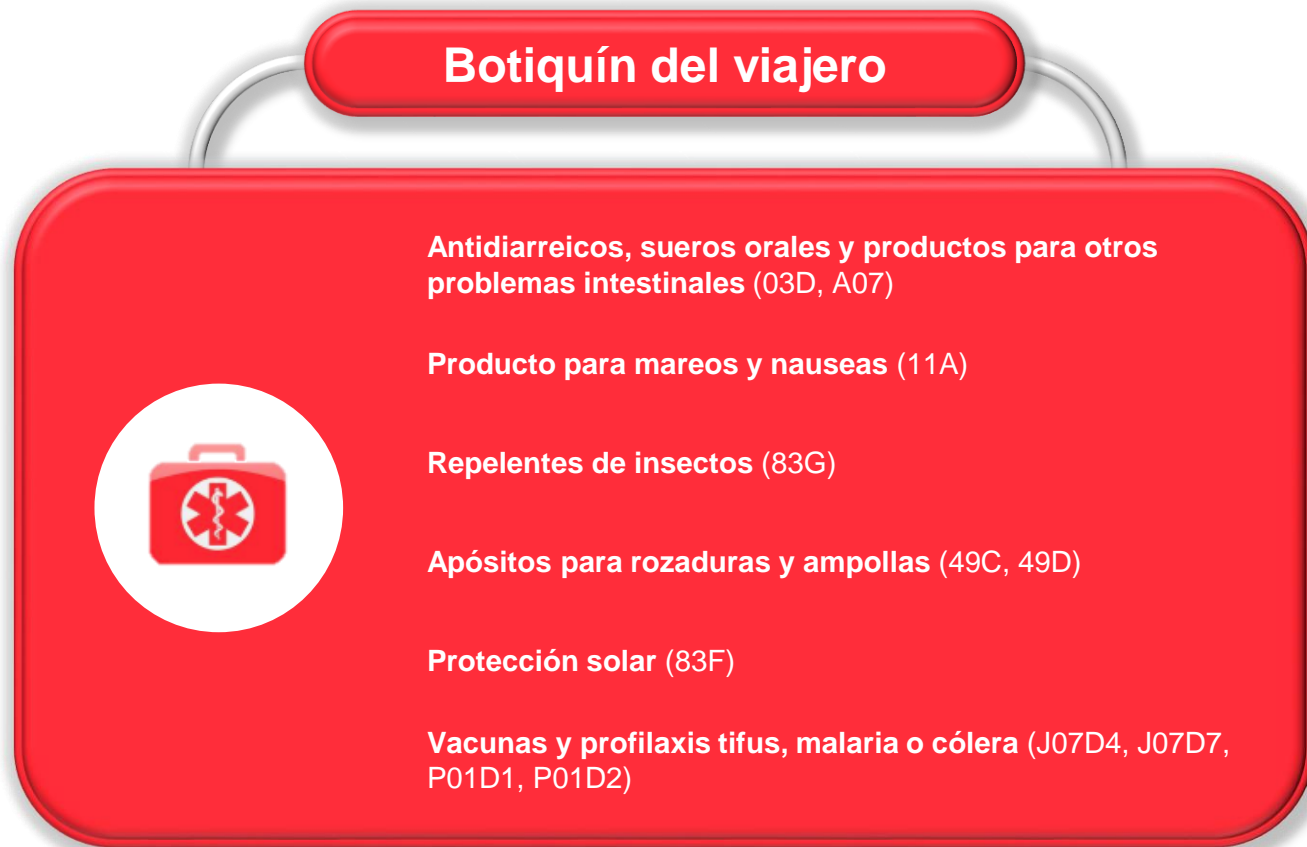 Botiquín del viajero
Antidiarreicos, sueros orales y productos para otros
problemas intestinales (03D, A07)
Producto para mareos y nauseas (11A)
Repelentes de insectos (83G)
Apósitos para rozaduras y ampollas (49C, 49D)
Protección solar (83F)
Vacunas y profilaxis tifus, malaria o cólera (J07D4, J07D7,
P01D1, P01D2)